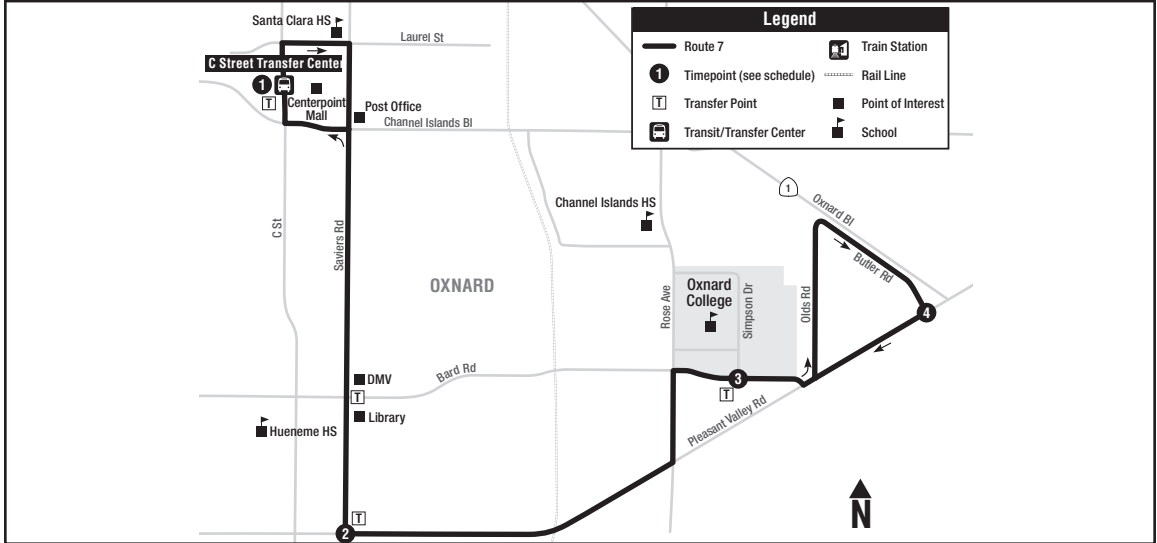 Santa Clara HS
Laurel St
C Street Transfer Center
1
T
Centerpoint
Mall
Post Office
Channel Islands Bl
Legend
Route 7
Train Station
1
Timepoint (see schedule)
Rail Line
T
Transfer Point
Point of Interest
Transit/Transfer Center
School
1
Oxnard Bl
Channel Islands HS
C St
Saviers Rd
OXNARD
Butler Rd
Rose Ave
Oxnard
College
Simpson Dr
Olds Rd
4
DMV
Bard Rd
3
T
T
Library
Pleasant Valley Rd
Hueneme HS
T
2
N